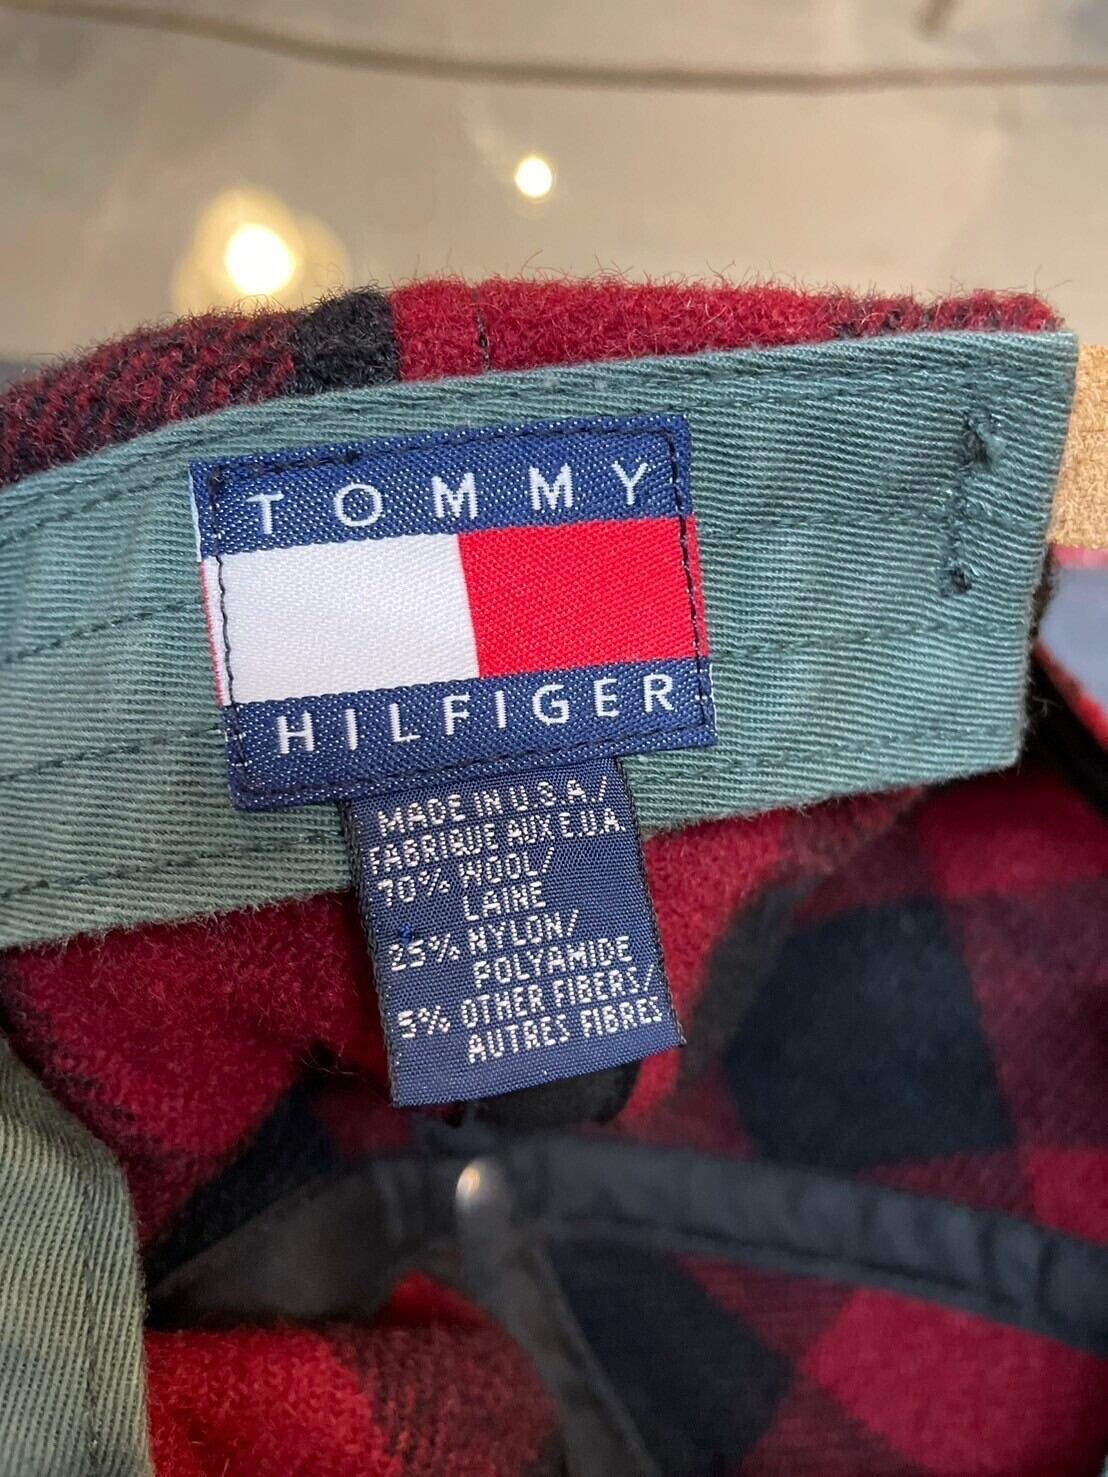 TOMMY
HILFIGER
MADE IN U.S.A./
FABRIQUE AUX E.U.A.
70% WOOL/
LAINE
25% NYLON/
POLYAMIDE
5% OTHER FIBERS/
AUTRES FIBRES